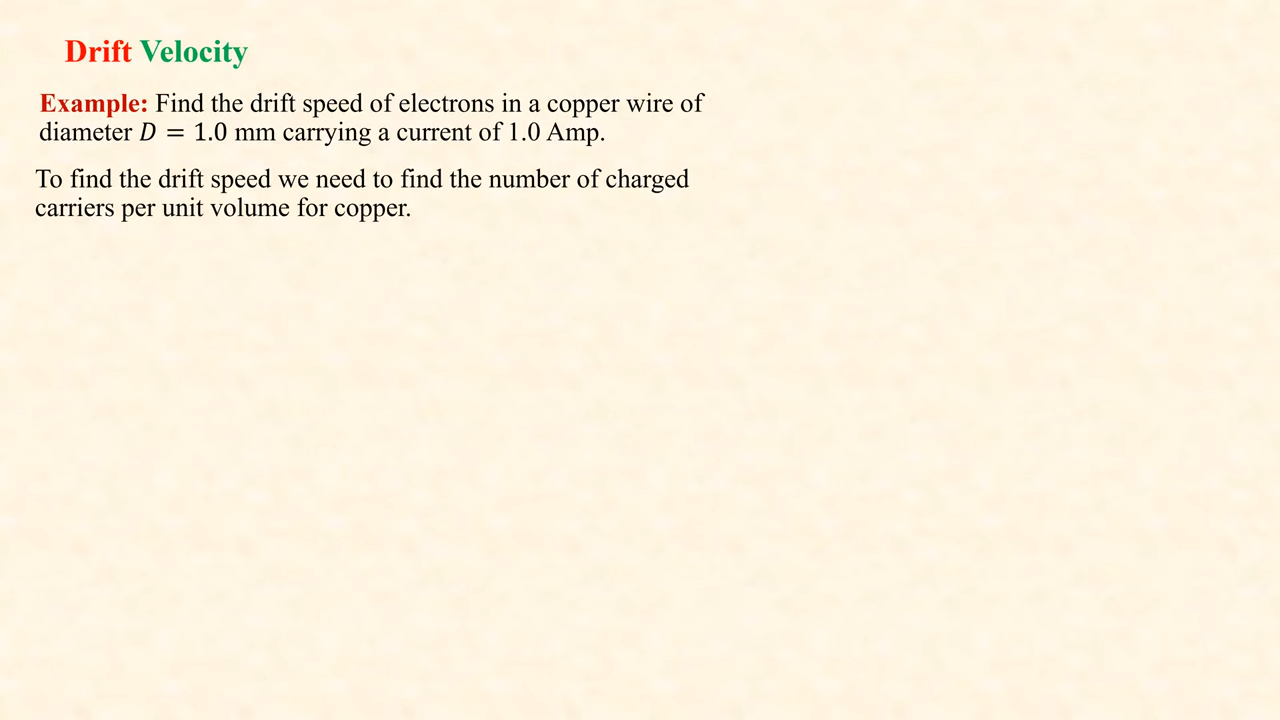 Drift Velocity
Example: Find the drift speed of electrons in a copper wire of
diameter D = 1.0 mm carrying a current of 1.0 Amp.
To find the drift speed we need to find the number of charged
carriers per unit volume for copper.